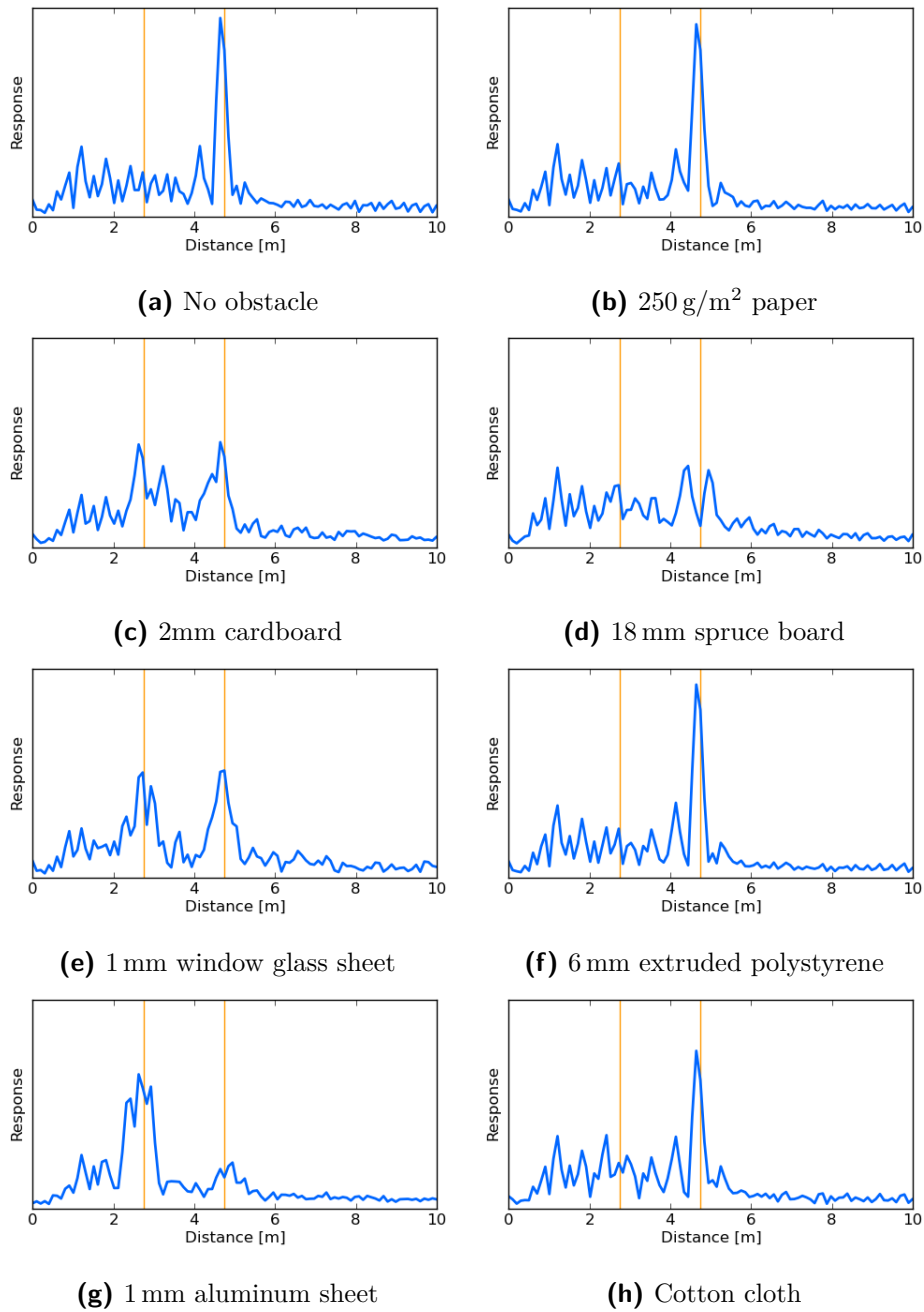 Response Response
0 2 4 6 8 10 0 2 4 6 8 10
Distance [m] Distance [m]
(a) No obstacle (b) 250 g/m² paper
Response Response
0 2 4 6 8 10 0 2 4 6 8 10
Distance [m] Distance [m]
(c) 2mm cardboard (d) 18 mm spruce board
Response Response
0 2 4 6 8 10 0 2 4 6 8 10
Distance [m] Distance [m]
(e) 1 mm window glass sheet (f) 6 mm extruded polystyrene
Response Response
0 2 4 6 8 10 0 2 4 6 8 10
Distance [m] Distance [m]
(g) 1 mm aluminum sheet (h) Cotton cloth